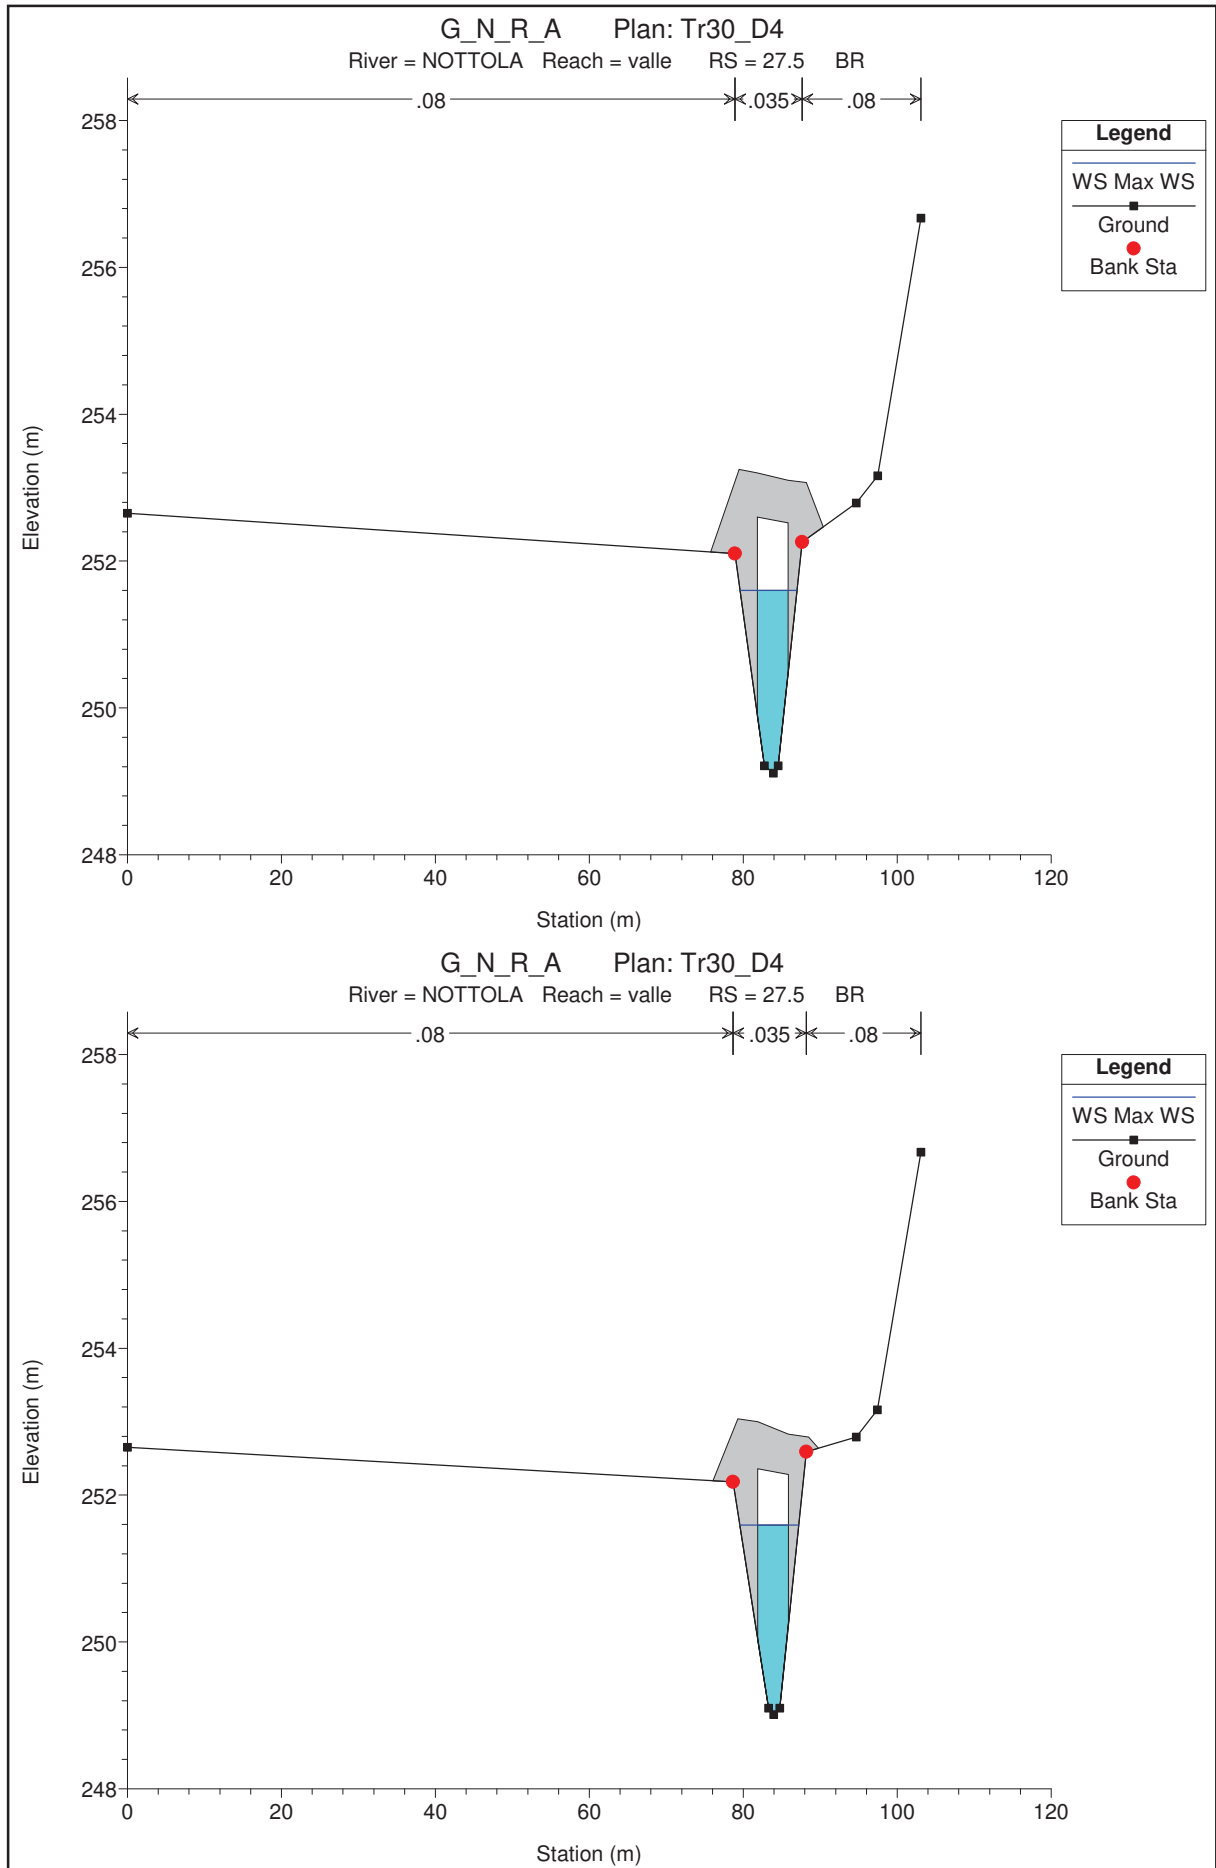 G_N_R_A Plan: Tr30_D4
River = NOTTOLA Reach = valle RS = 27.5 BR
.08 .035 .08
Legend
WS Max WS
Ground
Bank Sta
258
256
254
252
250
248
Elevation (m)
0 20 40 60 80 100 120
Station (m)
G_N_R_A Plan: Tr30_D4
River = NOTTOLA Reach = valle RS = 27.5 BR
.08 .035 .08
Legend
WS Max WS
Ground
Bank Sta
258
256
254
252
250
248
Elevation (m)
0 20 40 60 80 100 120
Station (m)